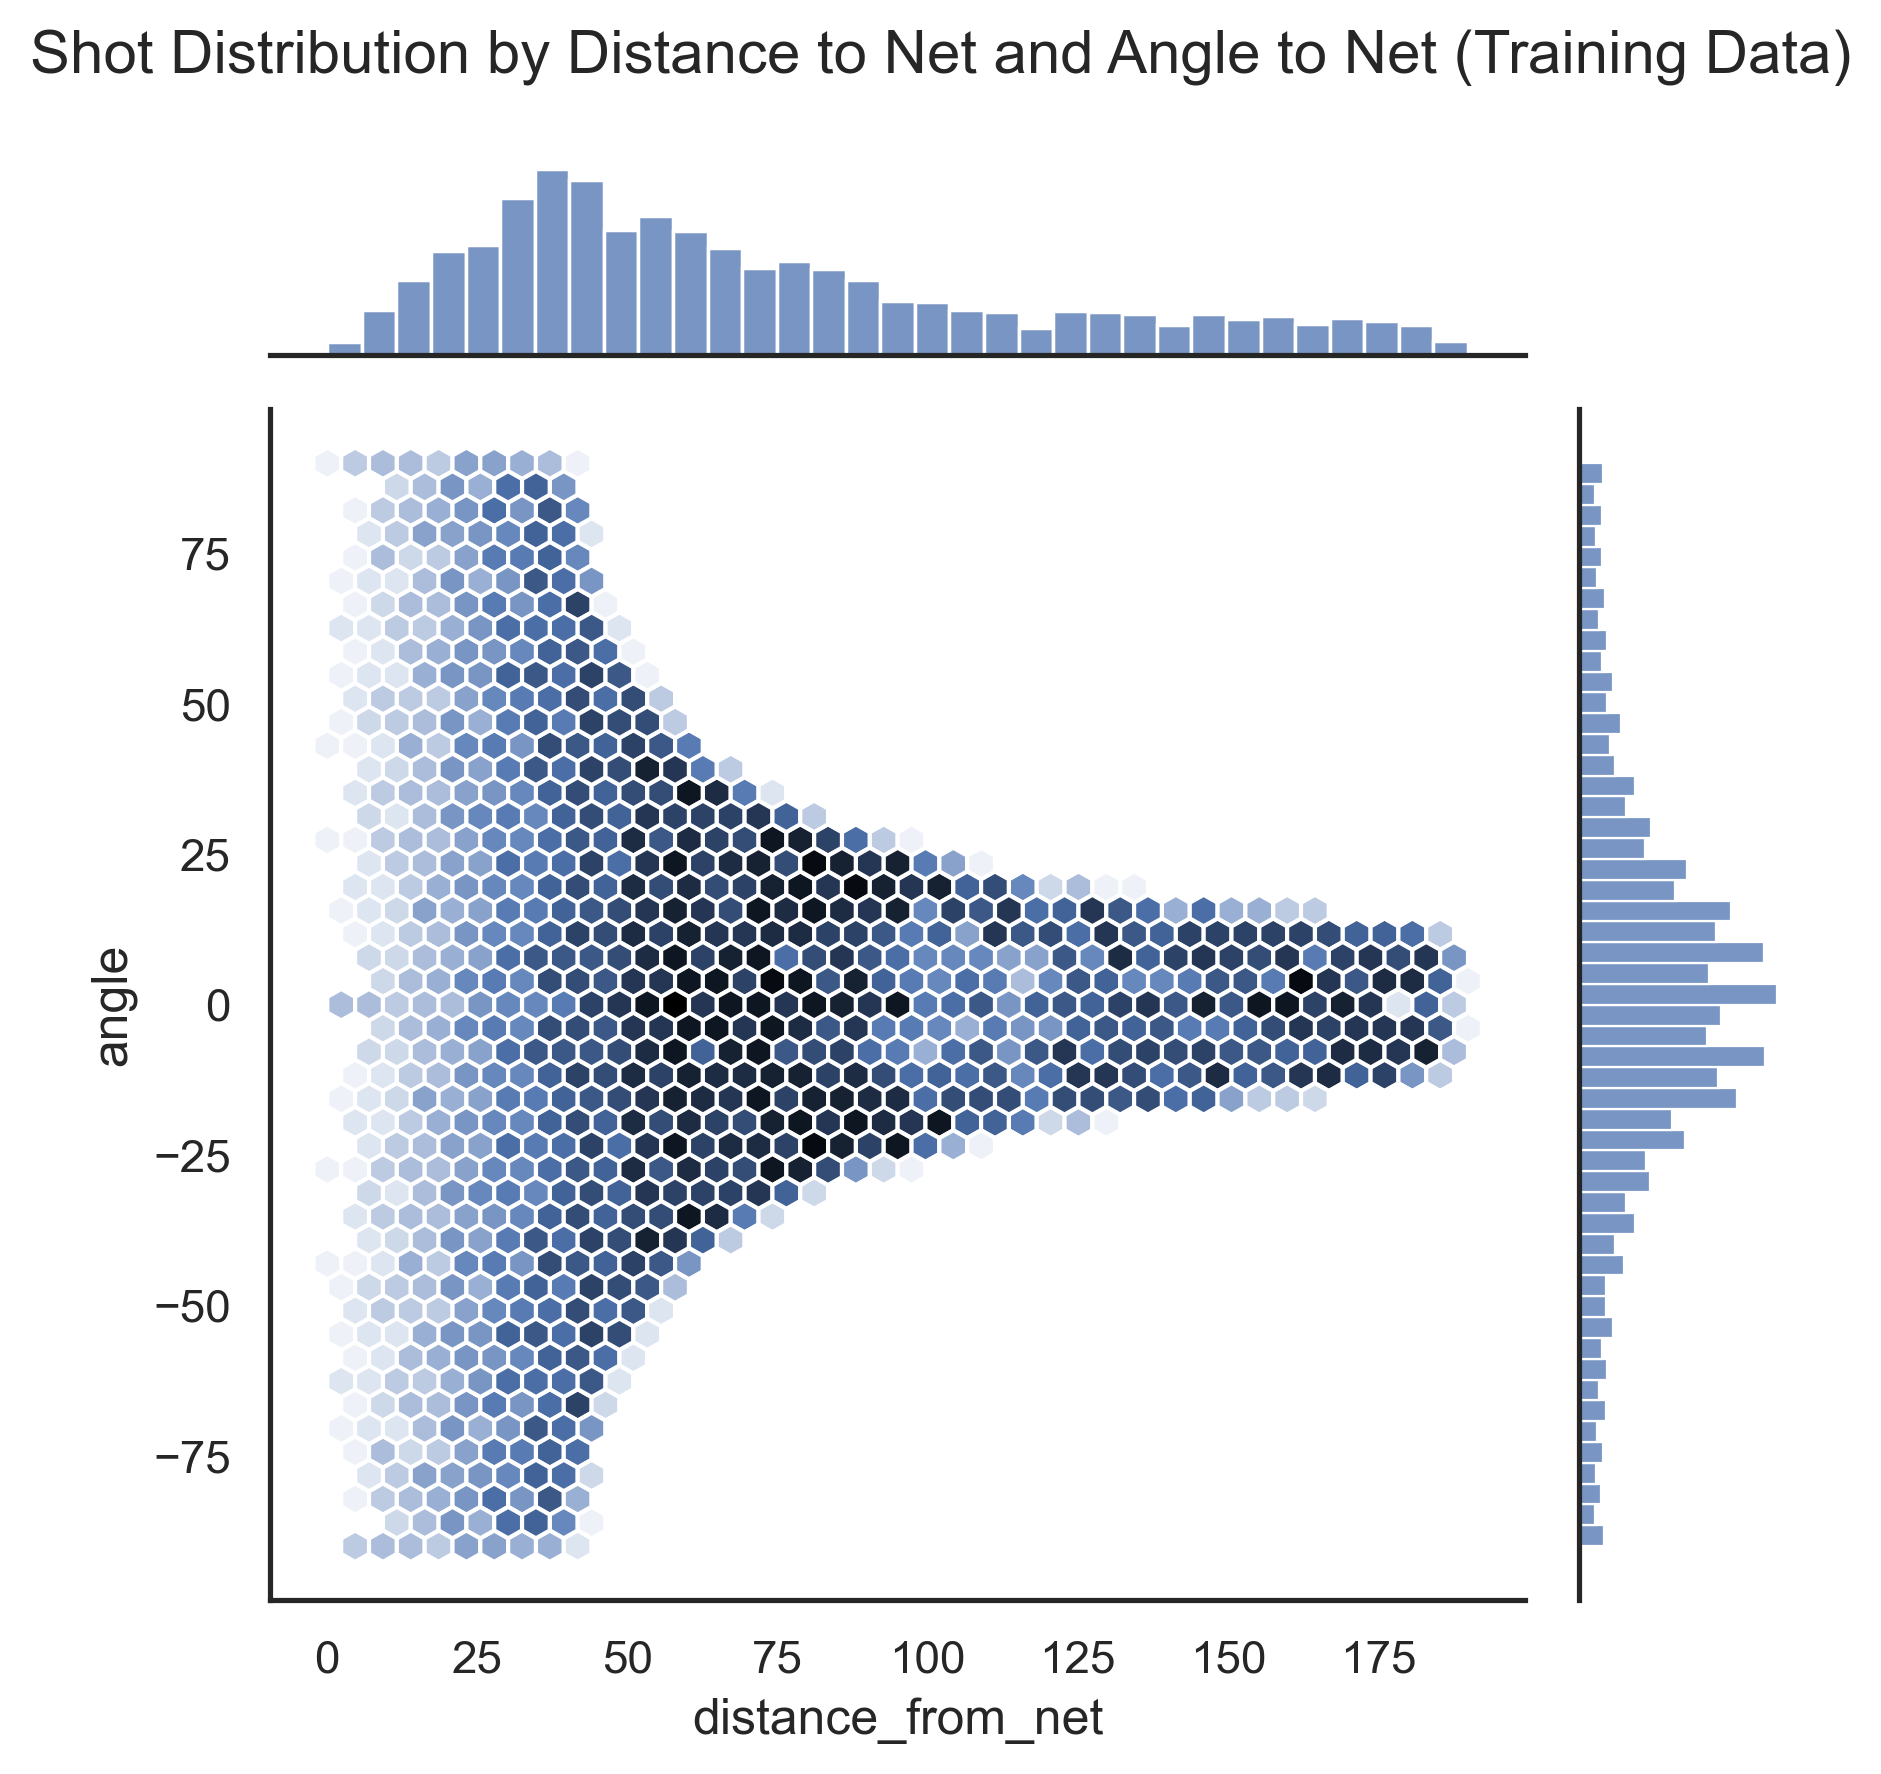 Shot Distribution by Distance to Net and Angle to Net (Training Data)
75
50
25
0
−25
−50
−75
angle
0 25 50 75 100 125 150 175
distance_from_net